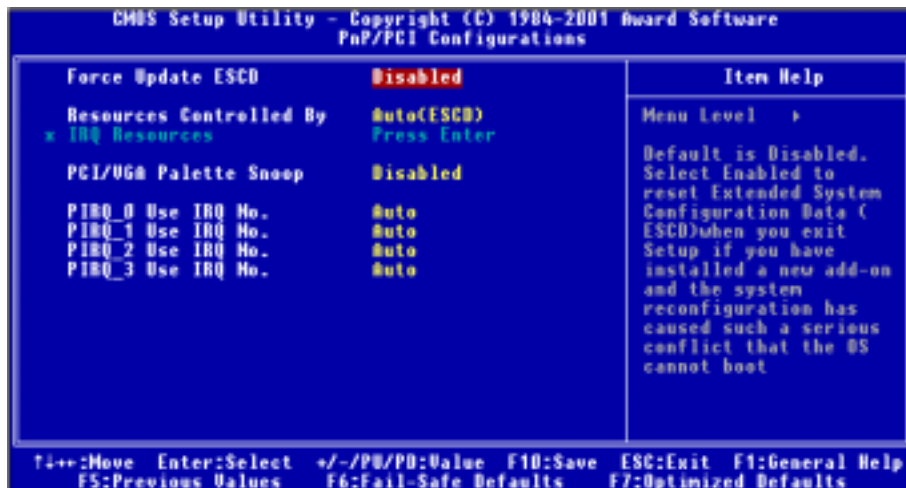 CMOS Setup Utility - Copyright (C) 1984-2001 Award Software
PnP/PCI Configurations
Force Update ESCD Disabled
Resources Controlled By Auto(ESCD)
x IRQ Resources Press Enter
PCI/VGA Palette Snoop Disabled
PIRQ_0 Use IRQ No. Auto
PIRQ_1 Use IRQ No. Auto
PIRQ_2 Use IRQ No. Auto
PIRQ_3 Use IRQ No. Auto
Item Help
Menu Level ▸
Default is Disabled.
Select Enabled to
reset Extended System
Configuration Data (
ESCD)when you exit
Setup if you have
installed a new add-on
and the system
reconfiguration has
caused such a serious
conflict that the OS
cannot boot
↑↓→←:Move Enter:Select +/-/PU/PD:Value F10:Save ESC:Exit F1:General Help
F5:Previous Values F6:Fail-Safe Defaults F7:Optimized Defaults